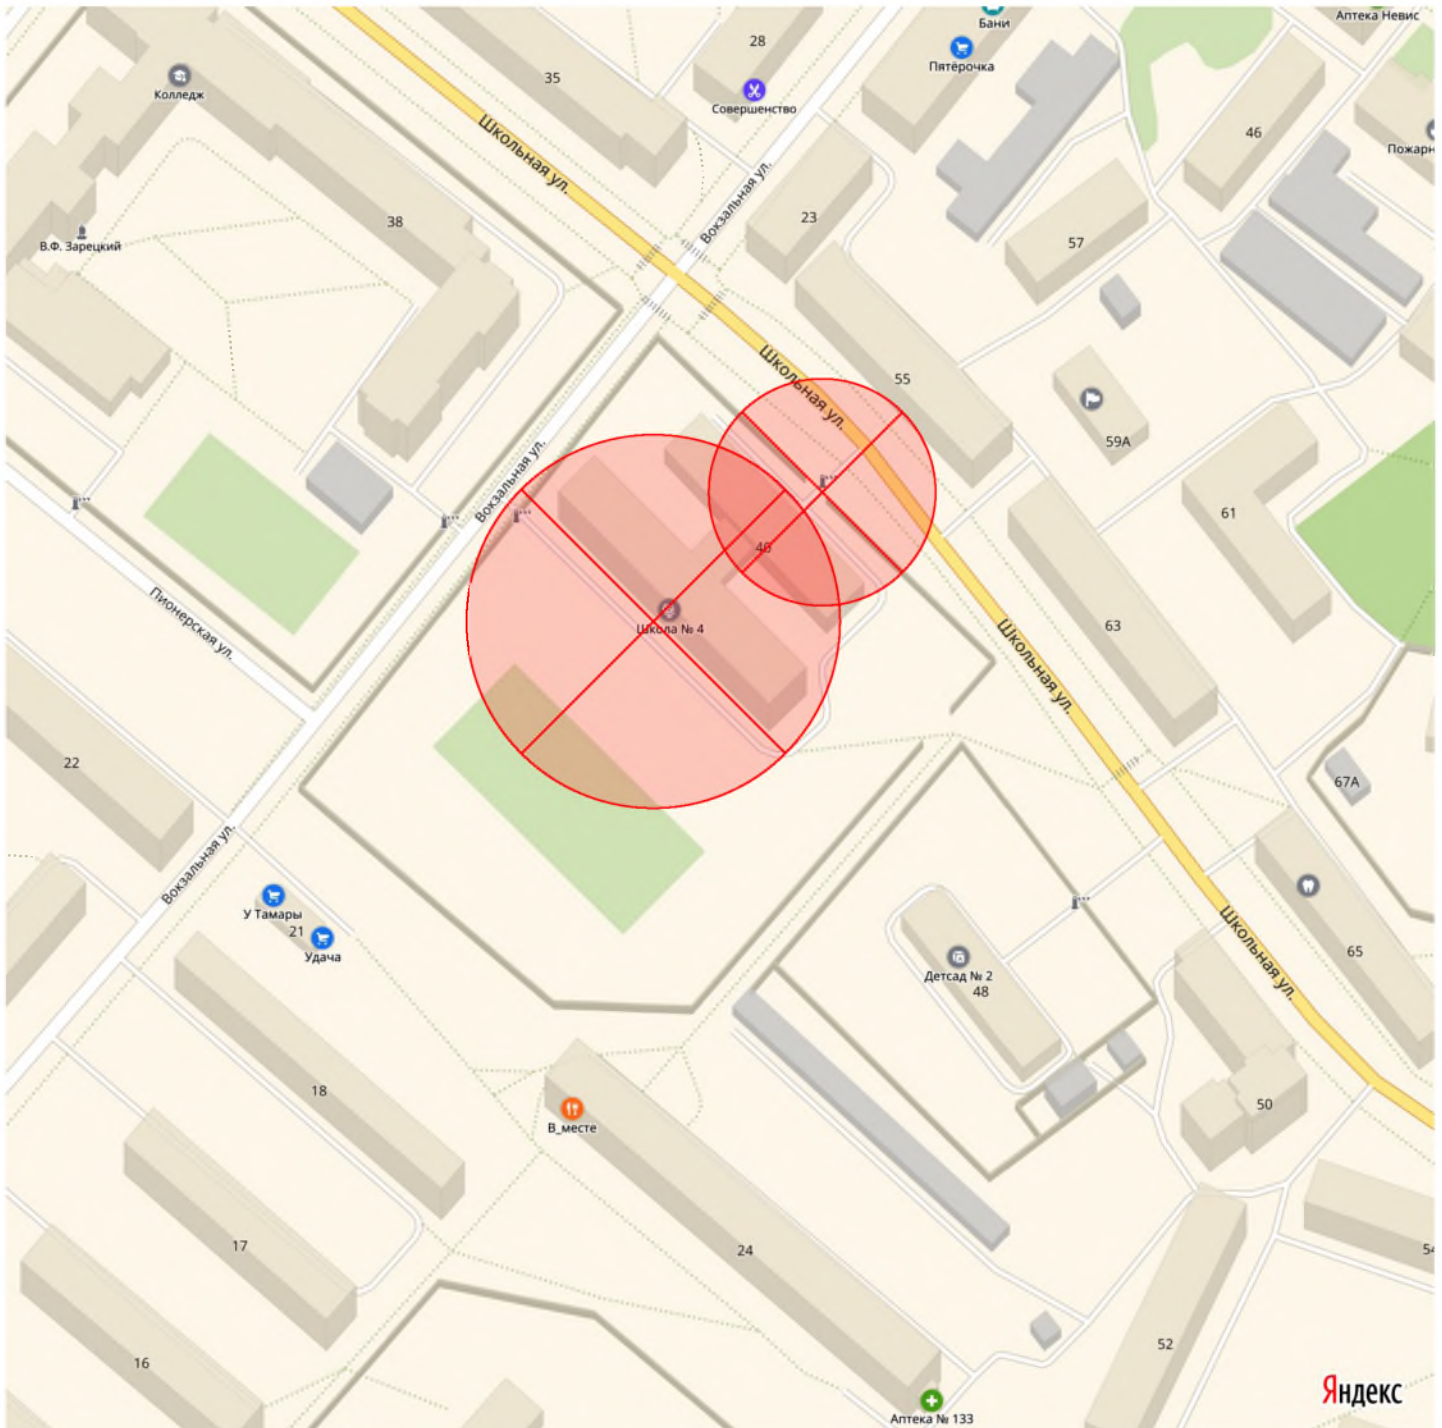 Аптека Невис
Бани
28
35
Пятёрочка
Колледж
Совершенство
46
Школьная ул.
Пожарн
Вокзальная ул.
23
38
57
В.Ф. Зарецкий
Школьная ул.
55
59А
Вокзальная ул.
61
40
Пионерская ул.
Школа № 4
63
Школьная ул.
22
67А
Вокзальная ул.
У Тамары
21
Удача
Школьная ул.
65
Детсад № 2
48
18
50
В_месте
17
24
54
16
52
Яндекс
Аптека № 133